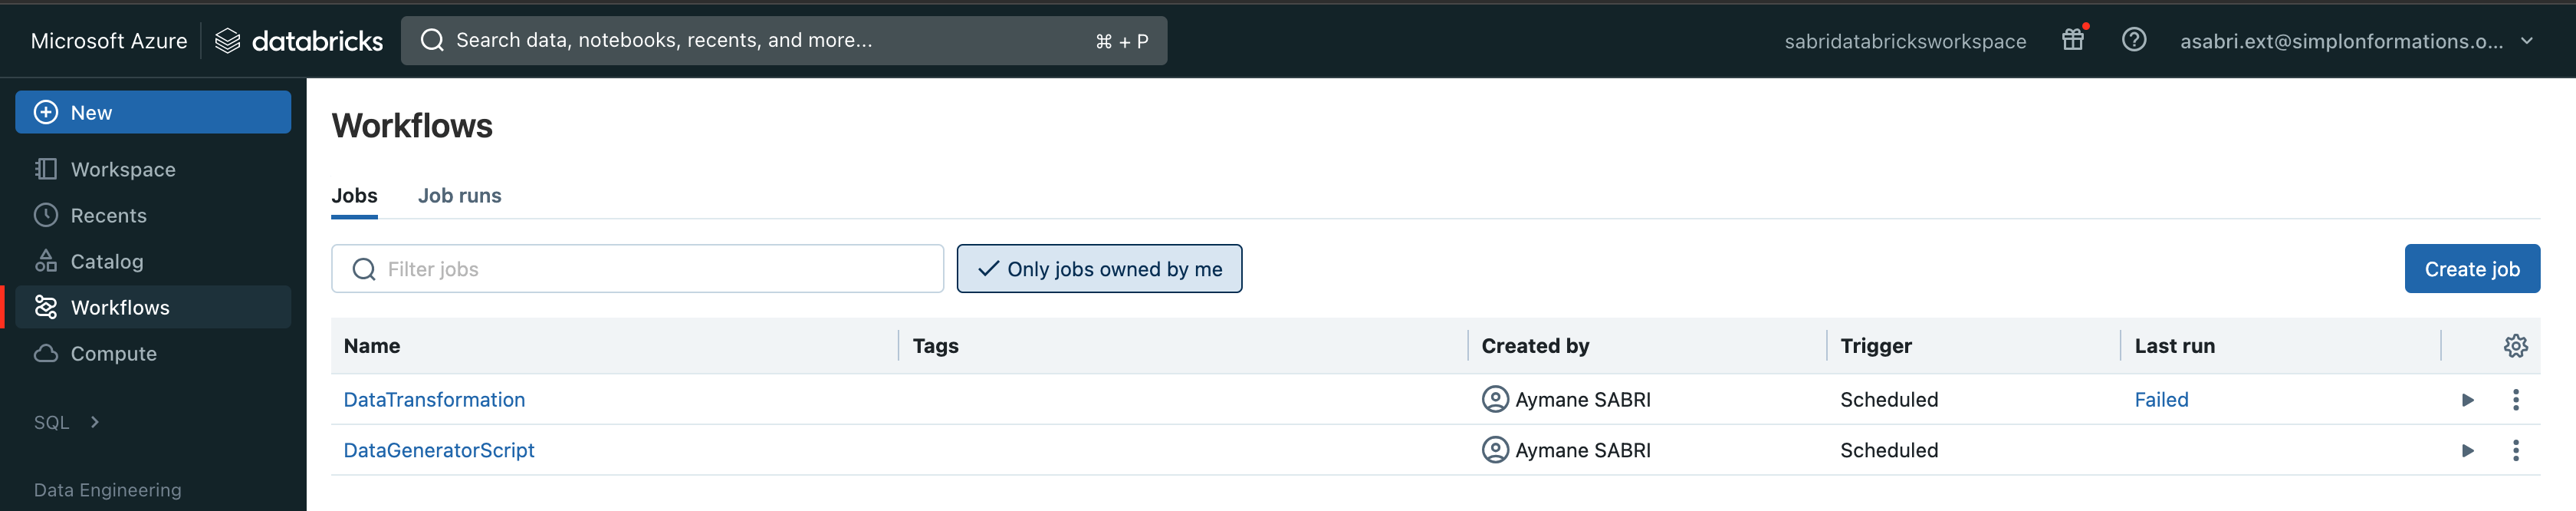 Microsoft Azure databricks Search data, notebooks, recents, and more... ⌘ + P sabridatabricksworkspace asabri.ext@simplonformations.o...
New
Workspace
Recents
Catalog
Workflows
Compute
SQL
Data Engineering
Workflows
Jobs Job runs
Filter jobs Only jobs owned by me Create job
Name Tags Created by Trigger Last run
DataTransformation Aymane SABRI Scheduled Failed
DataGeneratorScript Aymane SABRI Scheduled